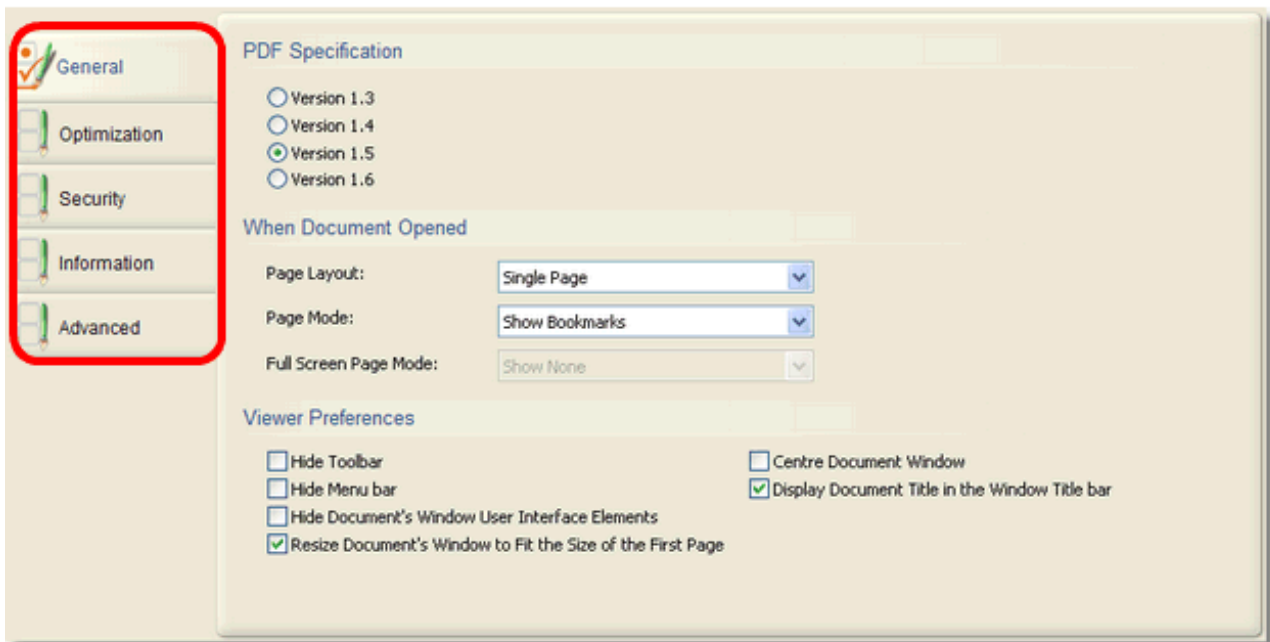 General
Optimization
Security
Information
Advanced
PDF Specification
Version 1.3
Version 1.4
Version 1.5
Version 1.6
When Document Opened
Page Layout: Single Page
Page Mode: Show Bookmarks
Full Screen Page Mode: Show None
Viewer Preferences
Hide Toolbar
Hide Menu bar
Hide Document's Window User Interface Elements
Resize Document's Window to Fit the Size of the First Page
Centre Document Window
Display Document Title in the Window Title bar